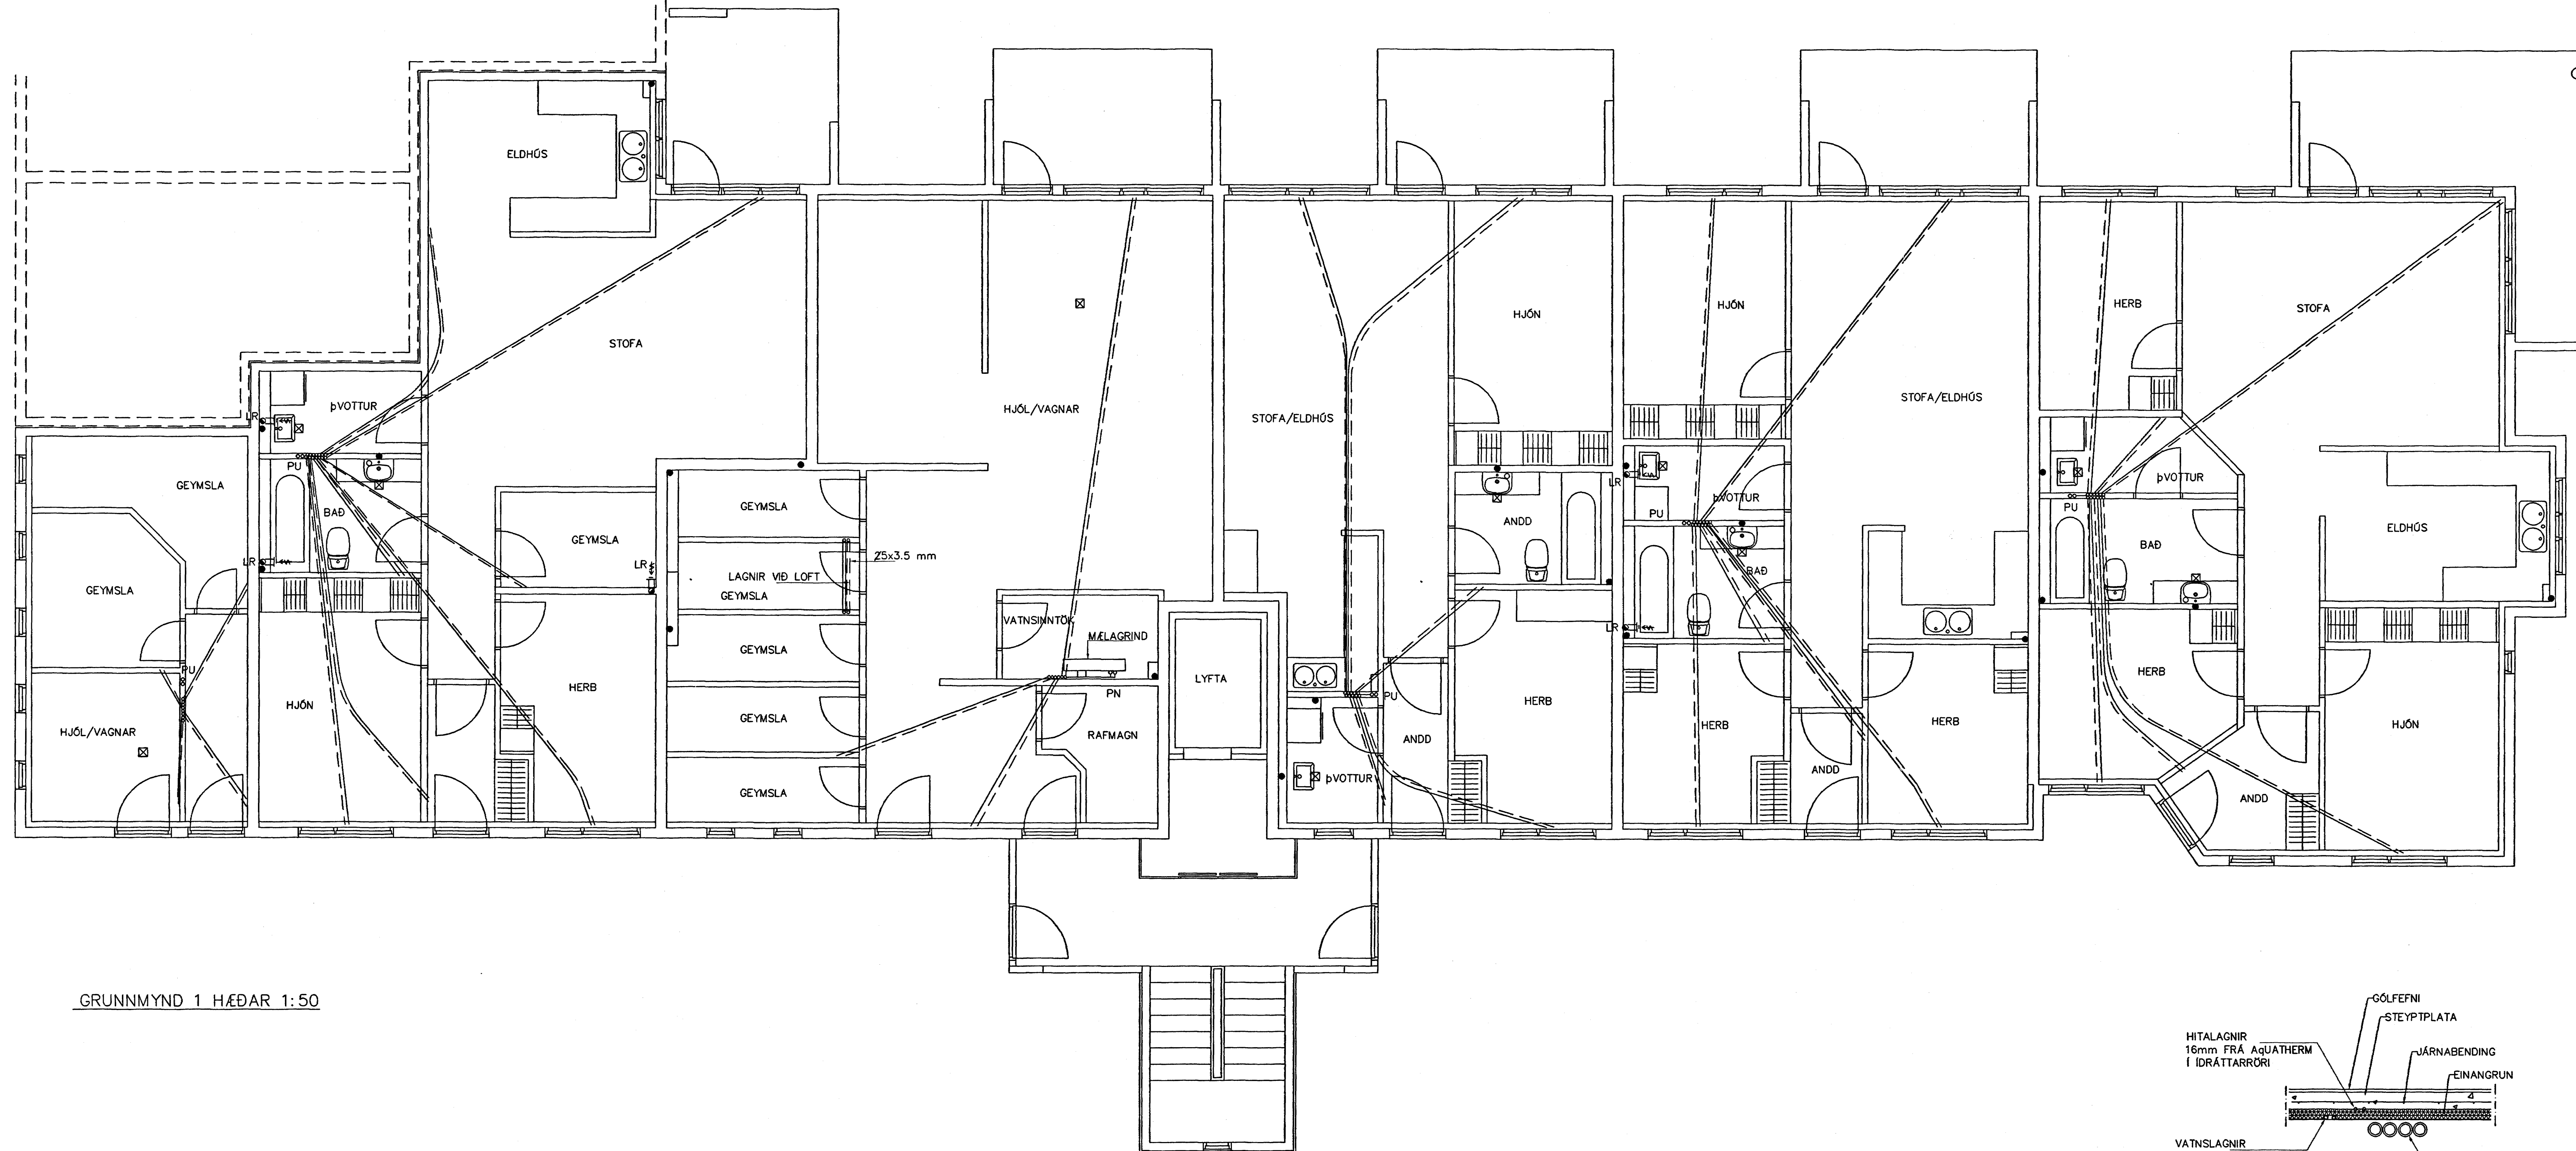 ELDHÚS
STOFA
ÞVOTTUR
LR
PU
BAÐ
LR
GEYMSLA
GEYMSLA
PU
HJÓL/VAGNAR
HJÓN
GEYMSLA
LR
HERB
GEYMSLA
25x3.5 mm
LAGNIR VIÐ LOFT
GEYMSLA
GEYMSLA
GEYMSLA
GEYMSLA
HJÓL/VAGNAR
VATNSINNTÖK
MÆLAGRIND
PN
RAFMAGN
LYFTA
STOFA/ELDHÚS
HJÓN
ANDD
PU
HERB
ANDD
ÞVOTTUR
HJÓN
STOFA/ELDHÚS
LR
ÞVOTTUR
PU
BAÐ
LR
HERB
ANDD
HERB
HERB
STOFA
ÞVOTTUR
PU
BAÐ
ELDHÚS
HERB
HJÓN
ANDD
GRUNNMYND 1 HÆÐAR 1:50
GÓLFEFNI
STEYPTPLATA
HITALAGNIR
16mm FRÁ AqUATHERM
Í ÍDRÁTTARRÖRI
JÁRNABENDING
EINANGRUN
VATNSLAGNIR